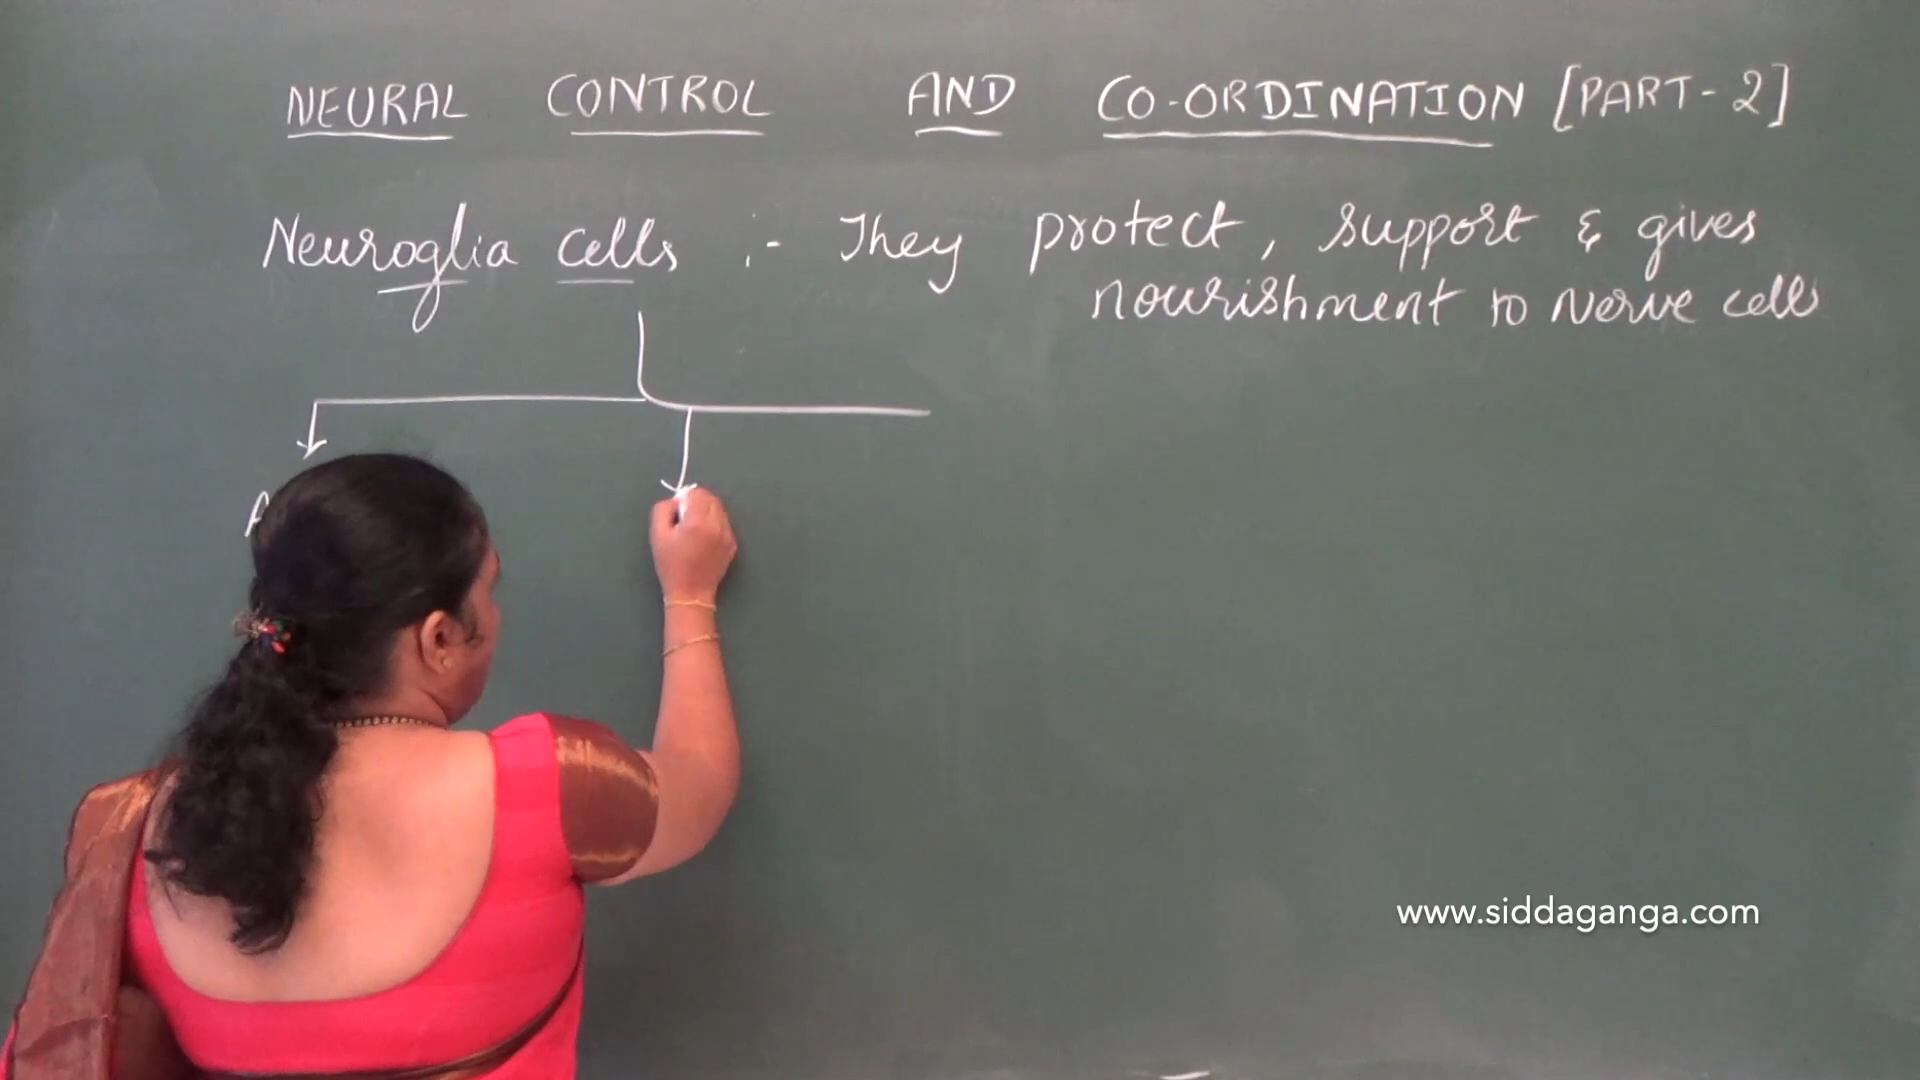 NEURAL CONTROL AND CO-ORDINATION [PART-2]
Neuroglia cells :- They protect, support & gives
nourishment to Nerve cells
www.siddaganga.com